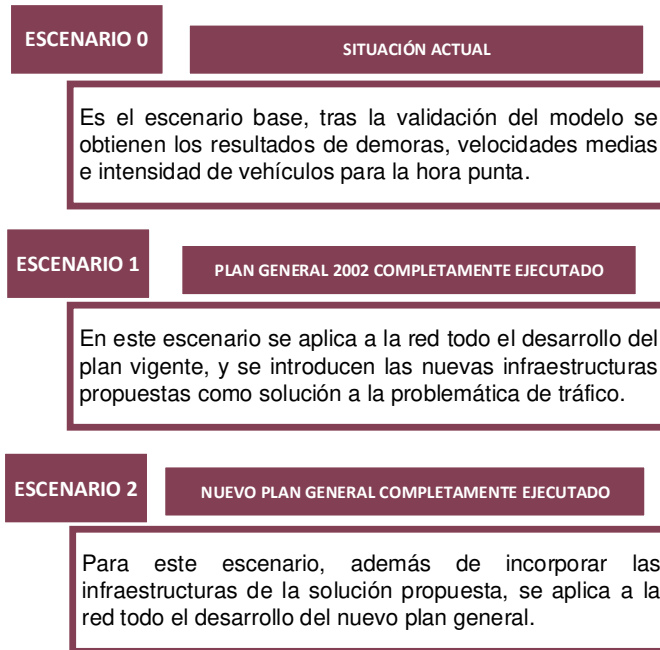 ESCENARIO 0
SITUACIÓN ACTUAL
Es el escenario base, tras la validación del modelo se
obtienen los resultados de demoras, velocidades medias
e intensidad de vehículos para la hora punta.
ESCENARIO 1
PLAN GENERAL 2002 COMPLETAMENTE EJECUTADO
En este escenario se aplica a la red todo el desarrollo del
plan vigente, y se introducen las nuevas infraestructuras
propuestas como solución a la problemática de tráfico.
ESCENARIO 2
NUEVO PLAN GENERAL COMPLETAMENTE EJECUTADO
Para este escenario, además de incorporar las
infraestructuras de la solución propuesta, se aplica a la
red todo el desarrollo del nuevo plan general.